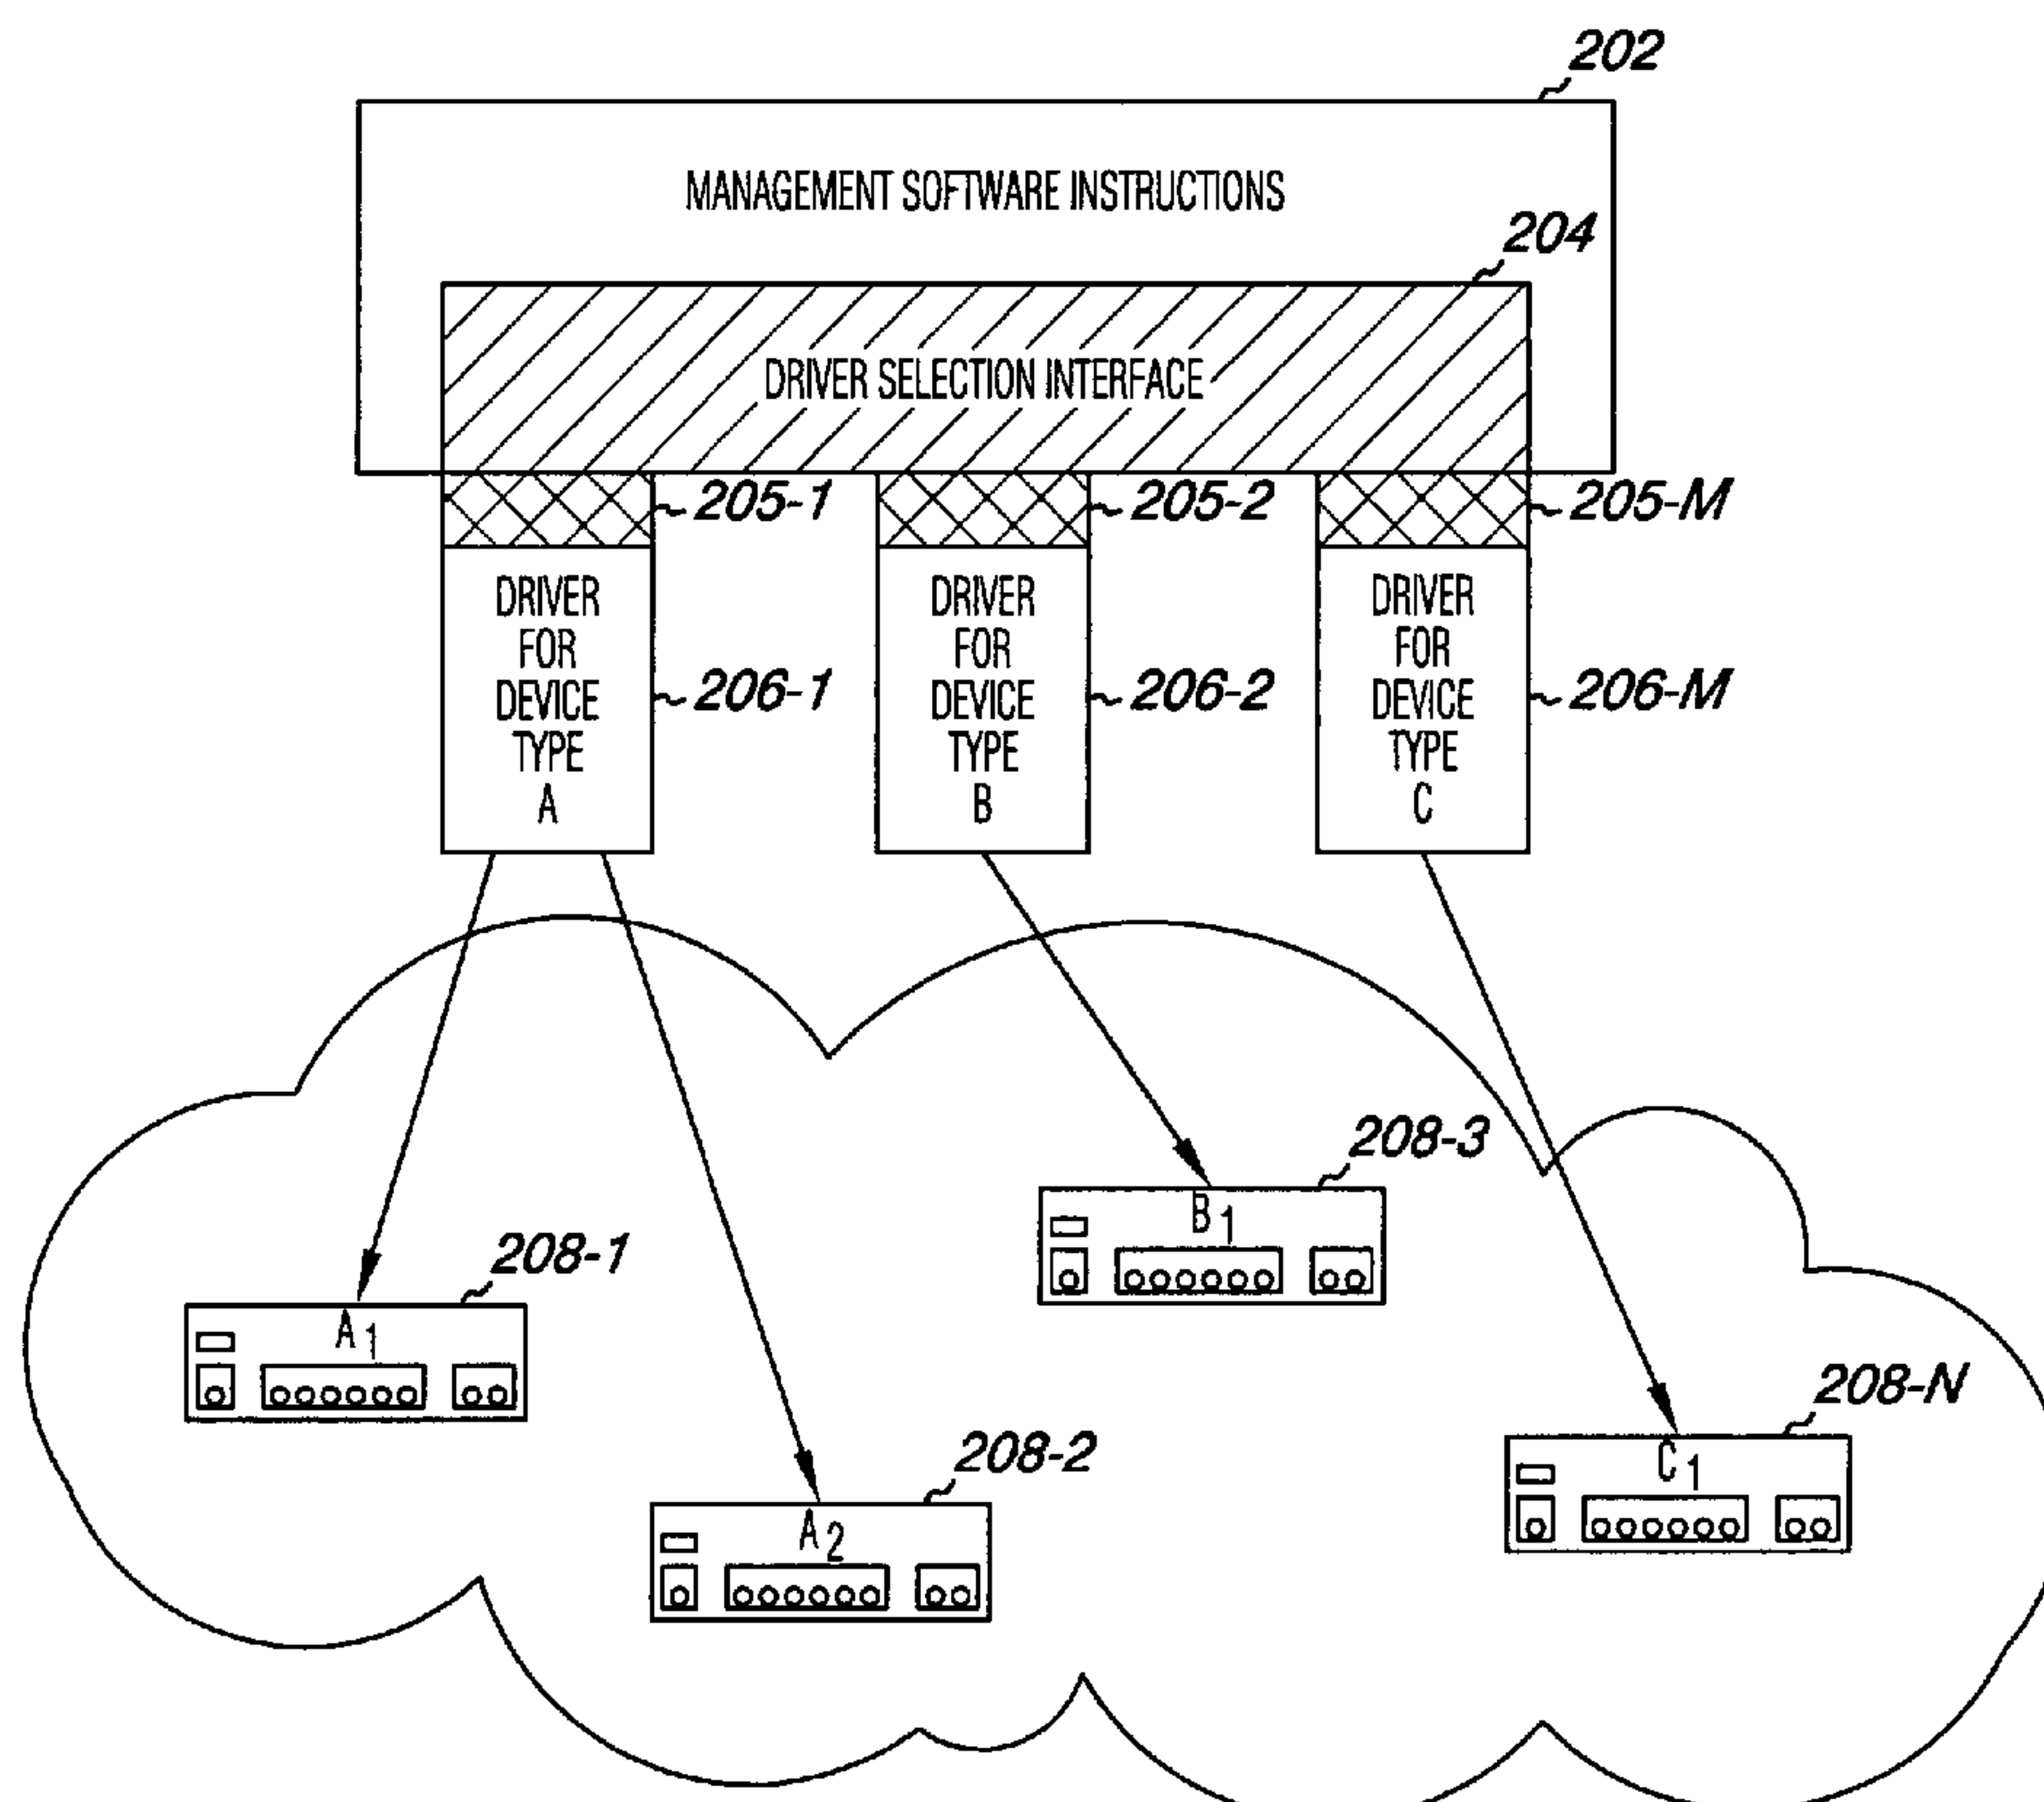 202
MANAGEMENT SOFTWARE INSTRUCTIONS
204
DRIVER SELECTION INTERFACE
205-1
205-2
205-M
DRIVER
FOR
DEVICE
TYPE
A
206-1
DRIVER
FOR
DEVICE
TYPE
B
206-2
DRIVER
FOR
DEVICE
TYPE
C
206-M
208-3
B1
208-1
A1
208-N
C1
208-2
A2